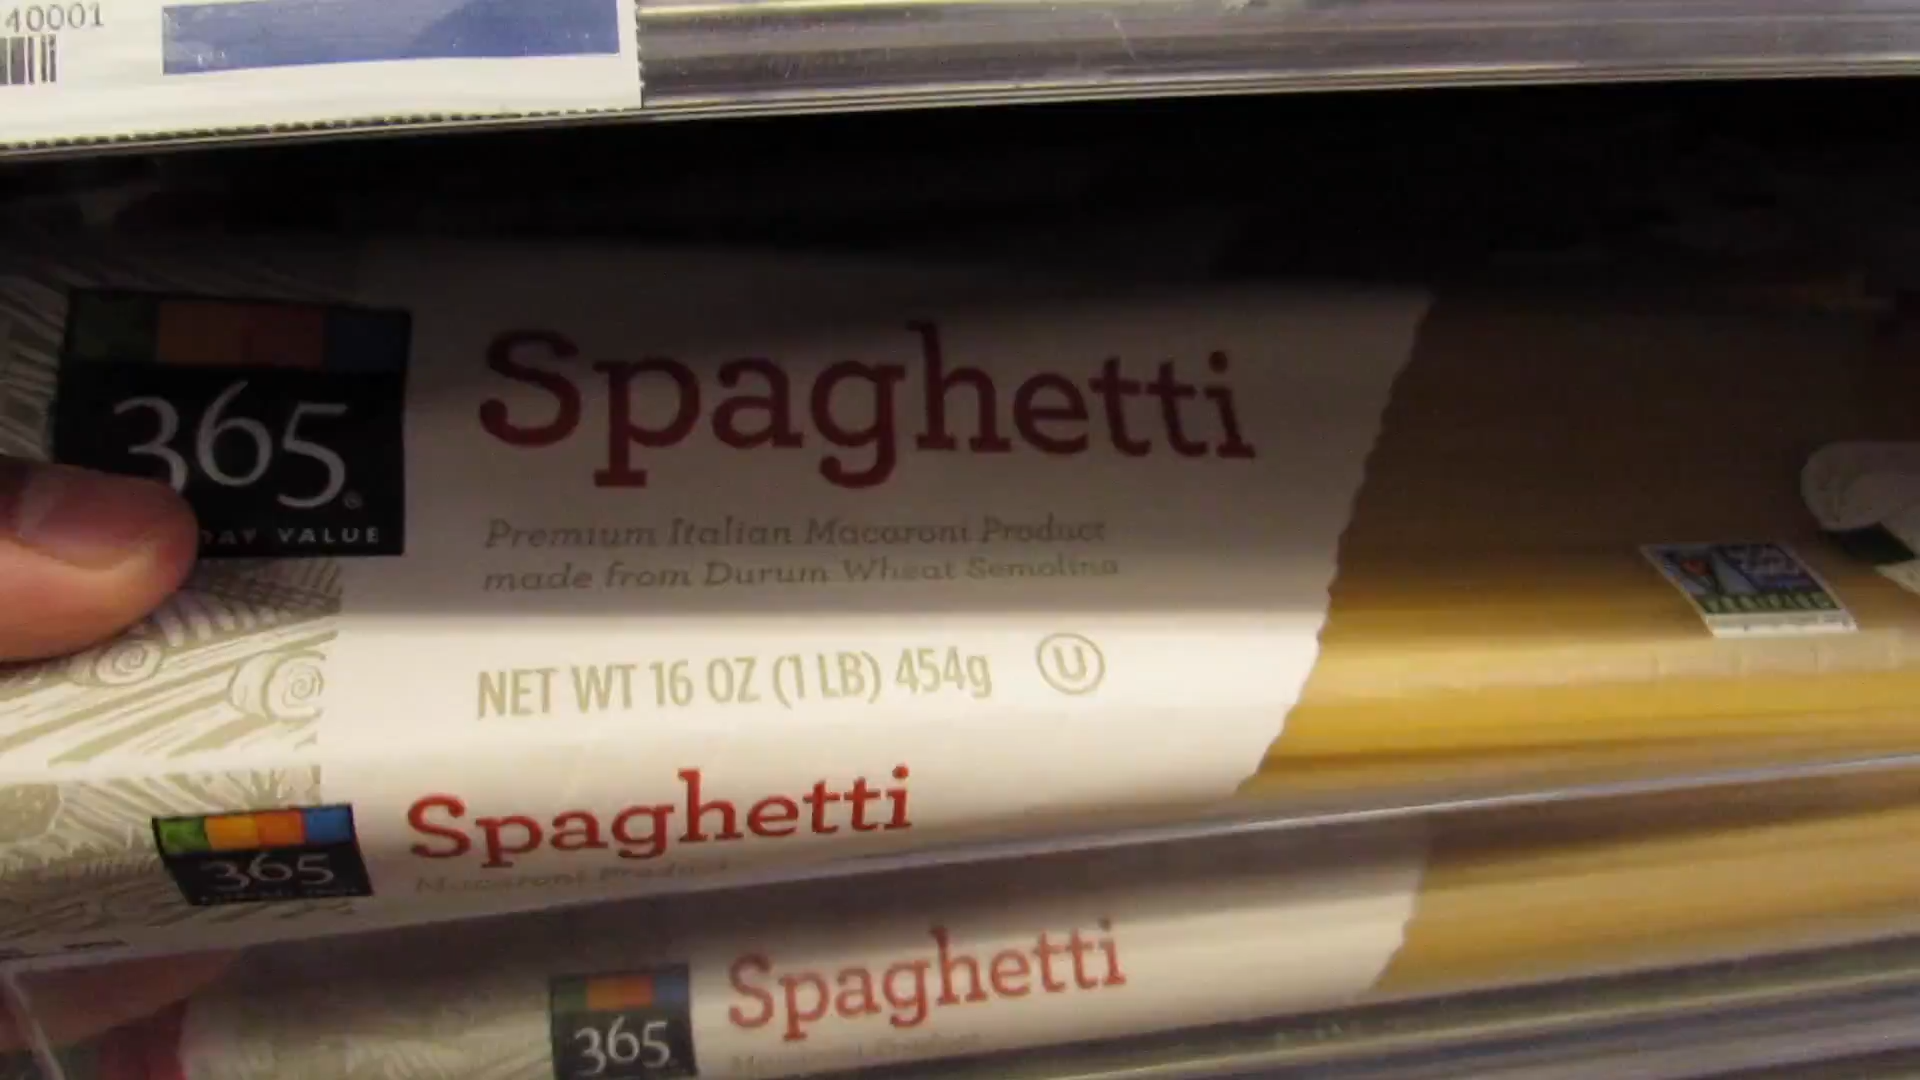 40001
365
DAY VALUE
Spaghetti
Premium Italian Macaroni Product
made from Durum Wheat Semolina
NET WT 16 OZ (1 LB) 454g U
VERIFIED
365
Spaghetti
Macaroni Product
365
Spaghetti